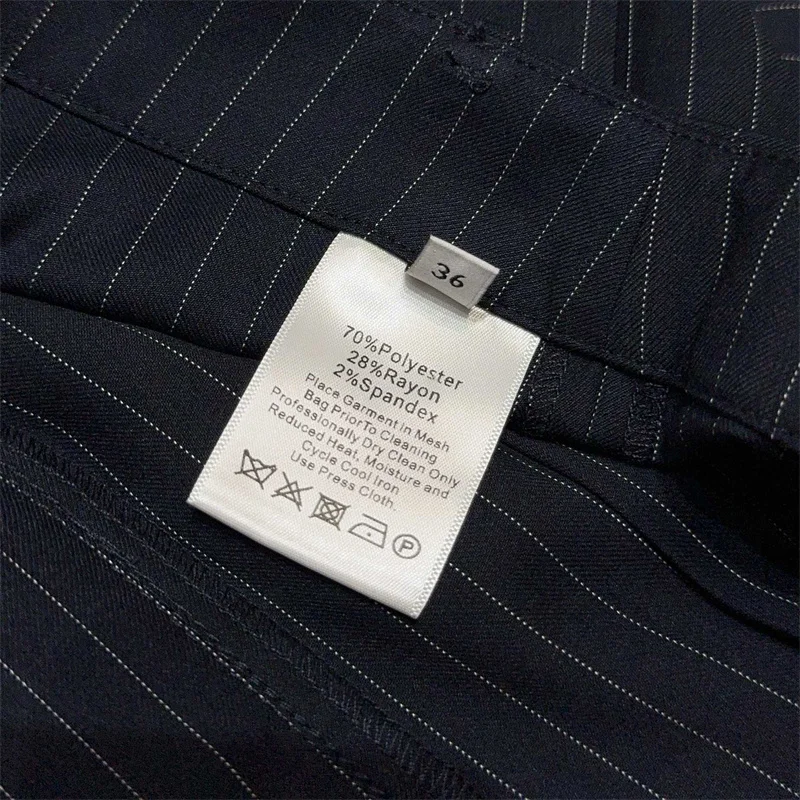 36
70%Polyester
28%Rayon
2%Spandex
Place Garment in Mesh
Bag PriorTo Cleaning
Professionally Dry Clean Only
Reduced Heat, Moisture and
Cycle Cool Iron
Use Press Cloth.
P